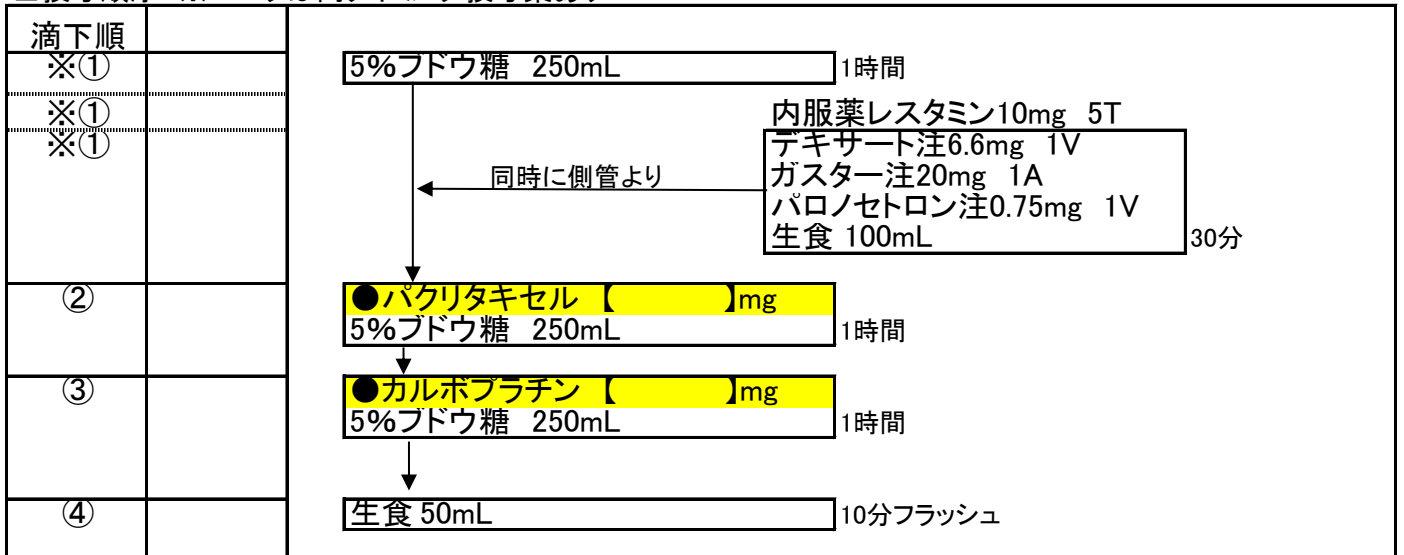 滴下順
※① 5%ブドウ糖 250mL 1時間
※① 内服薬レスタミン10mg 5T
※① デキサート注6.6mg 1V
同時に側管より ガスター注20mg 1A
パロノセトロン注0.75mg 1V
生食 100mL 30分
② ●パクリタキセル 【 】mg
5%ブドウ糖 250mL 1時間
③ ●カルボプラチン 【 】mg
5%ブドウ糖 250mL 1時間
④ 生食 50mL 10分フラッシュ